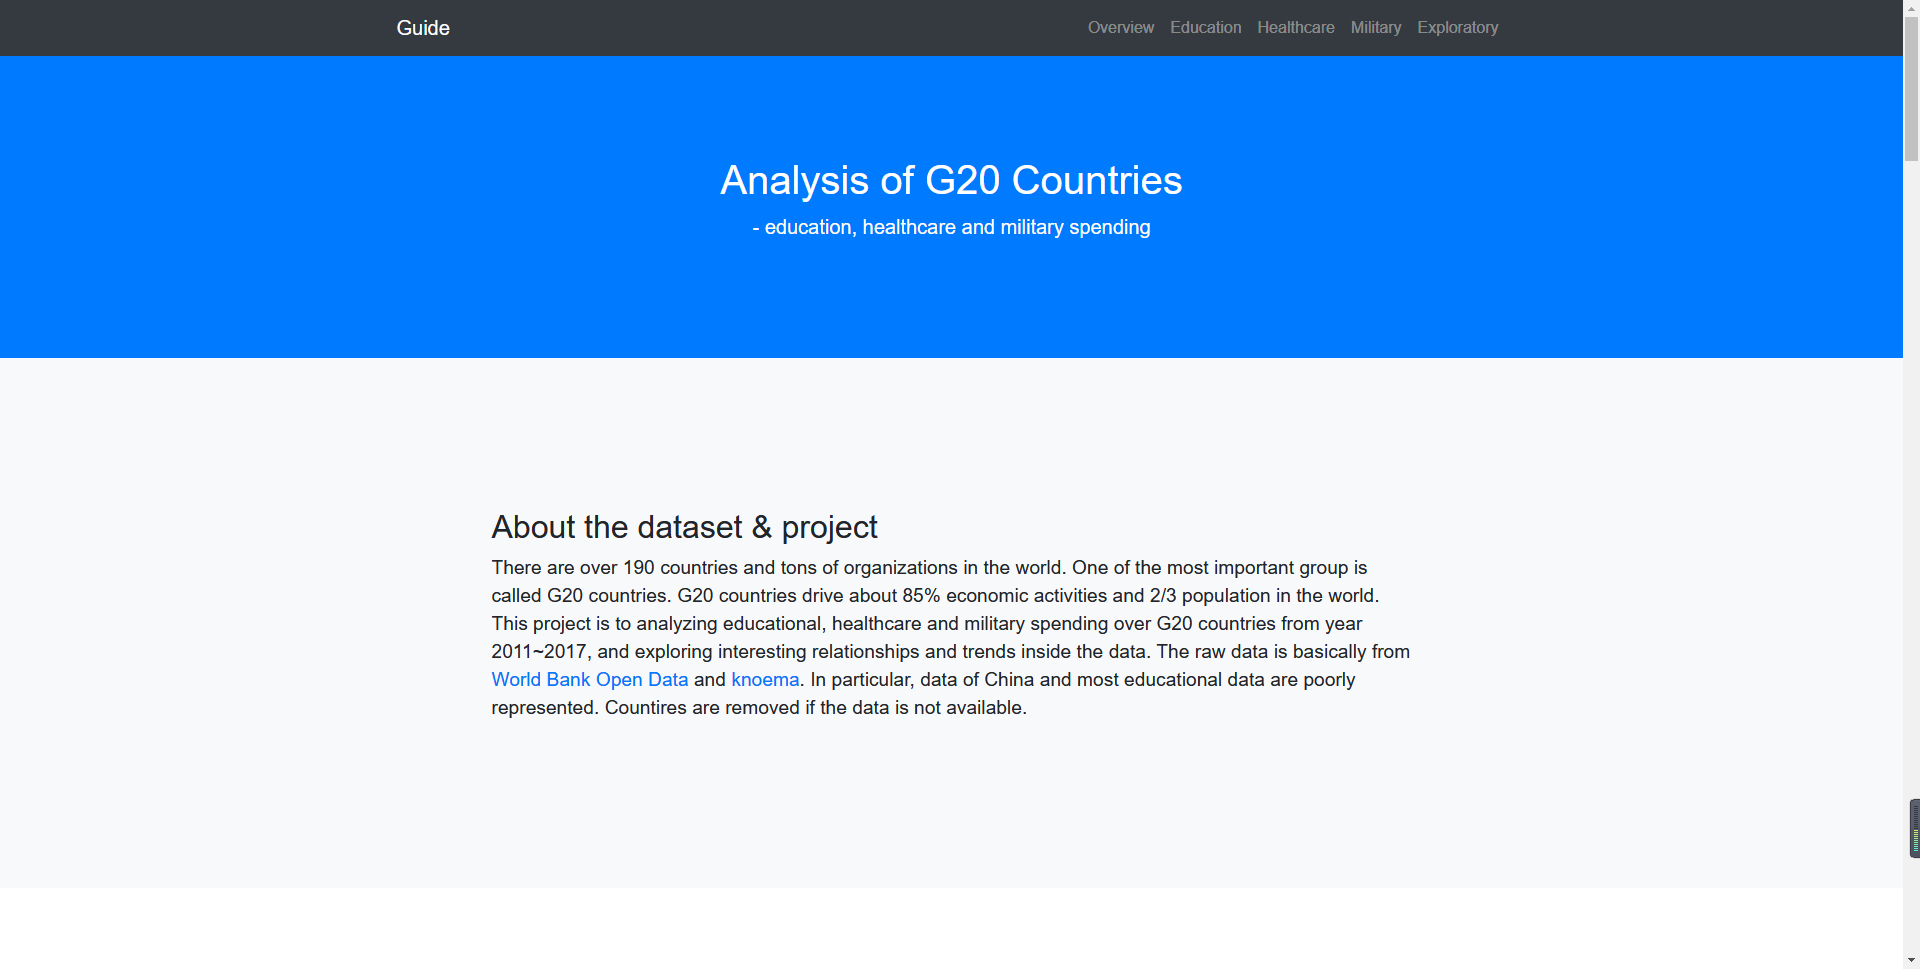 Guide
Overview Education Healthcare Military Exploratory
Analysis of G20 Countries
- education, healthcare and military spending
About the dataset & project
There are over 190 countries and tons of organizations in the world. One of the most important group is
called G20 countries. G20 countries drive about 85% economic activities and 2/3 population in the world.
This project is to analyzing educational, healthcare and military spending over G20 countries from year
2011~2017, and exploring interesting relationships and trends inside the data. The raw data is basically from
World Bank Open Data and knoema. In particular, data of China and most educational data are poorly
represented. Countires are removed if the data is not available.